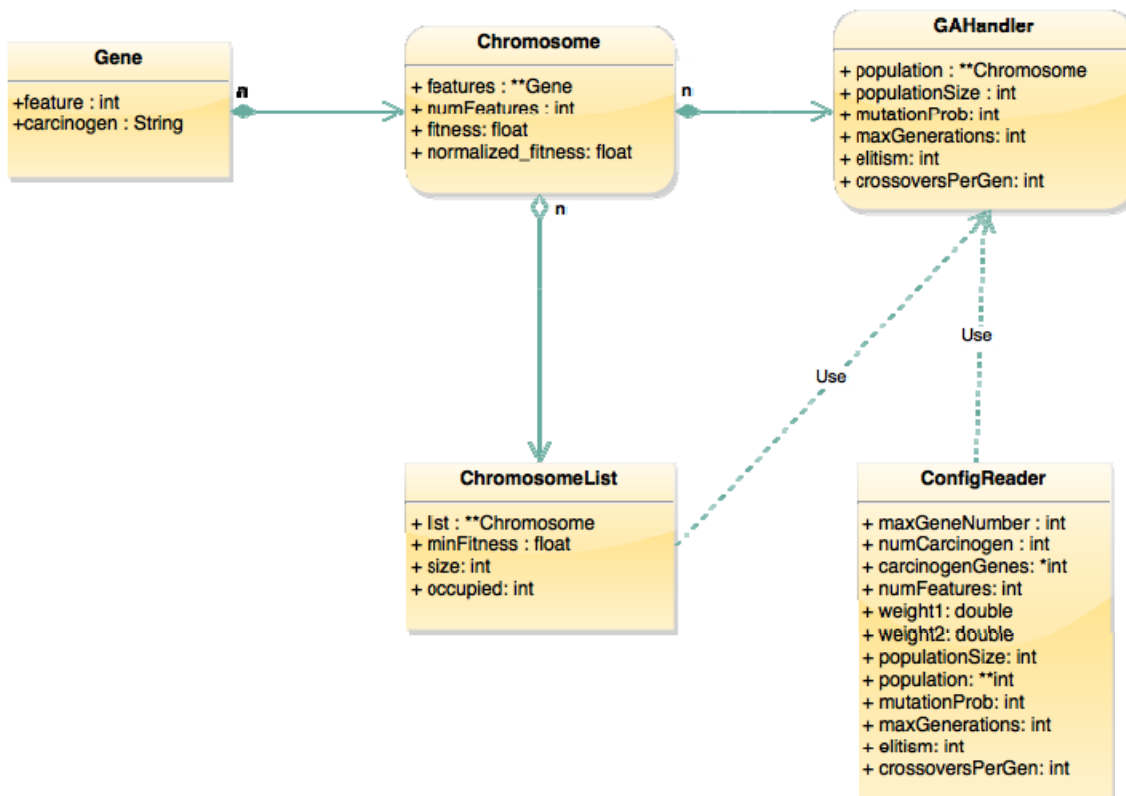 Gene
+feature : int
+carcinogen : String
n
Chromosome
+ features : **Gene
+ numFeatures : int
+ fitness: float
+ normalized_fitness: float
n
n
GAHandler
+ population : **Chromosome
+ populationSize : int
+ mutationProb: int
+ maxGenerations: int
+ elitism: int
+ crossoversPerGen: int
Use
Use
ChromosomeList
+ list : **Chromosome
+ minFitness : float
+ size: int
+ occupied: int
ConfigReader
+ maxGeneNumber : int
+ numCarcinogen : int
+ carcinogenGenes: *int
+ numFeatures: int
+ weight1: double
+ weight2: double
+ populationSize: int
+ population: **int
+ mutationProb: int
+ maxGenerations: int
+ elitism: int
+ crossoversPerGen: int